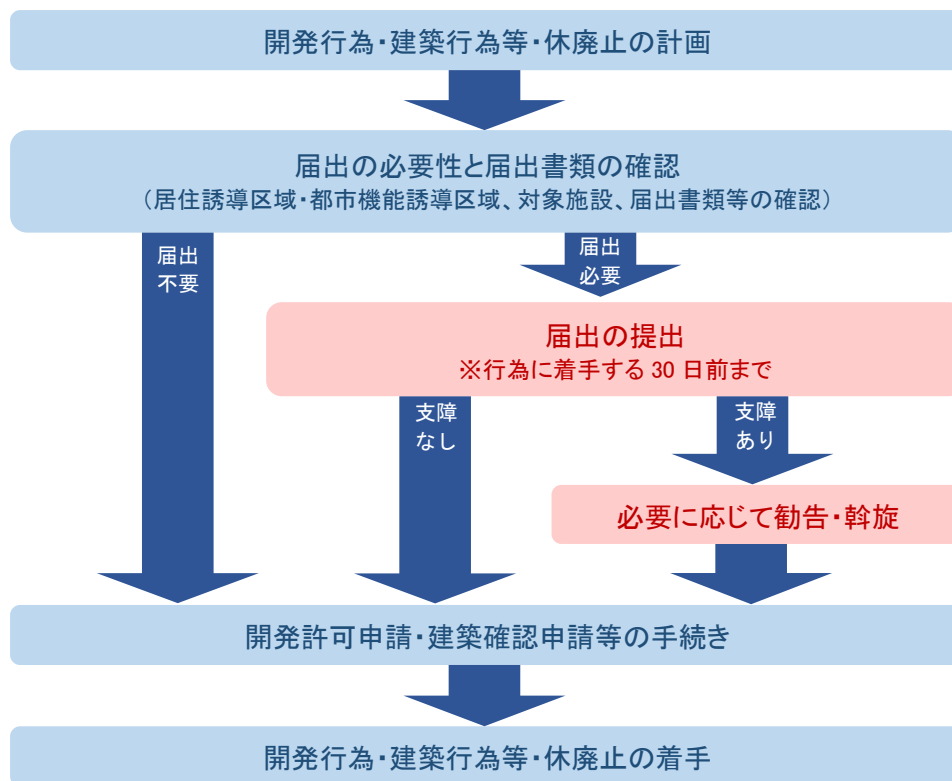 開発行為・建築行為等・休廃止の計画
届出の必要性と届出書類の確認
（居住誘導区域・都市機能誘導区域、対象施設、届出書類等の確認）
届出
不要
届出
必要
届出の提出
※行為に着手する 30 日前まで
支障
なし
支障
あり
必要に応じて勧告・斡旋
開発許可申請・建築確認申請等の手続き
開発行為・建築行為等・休廃止の着手